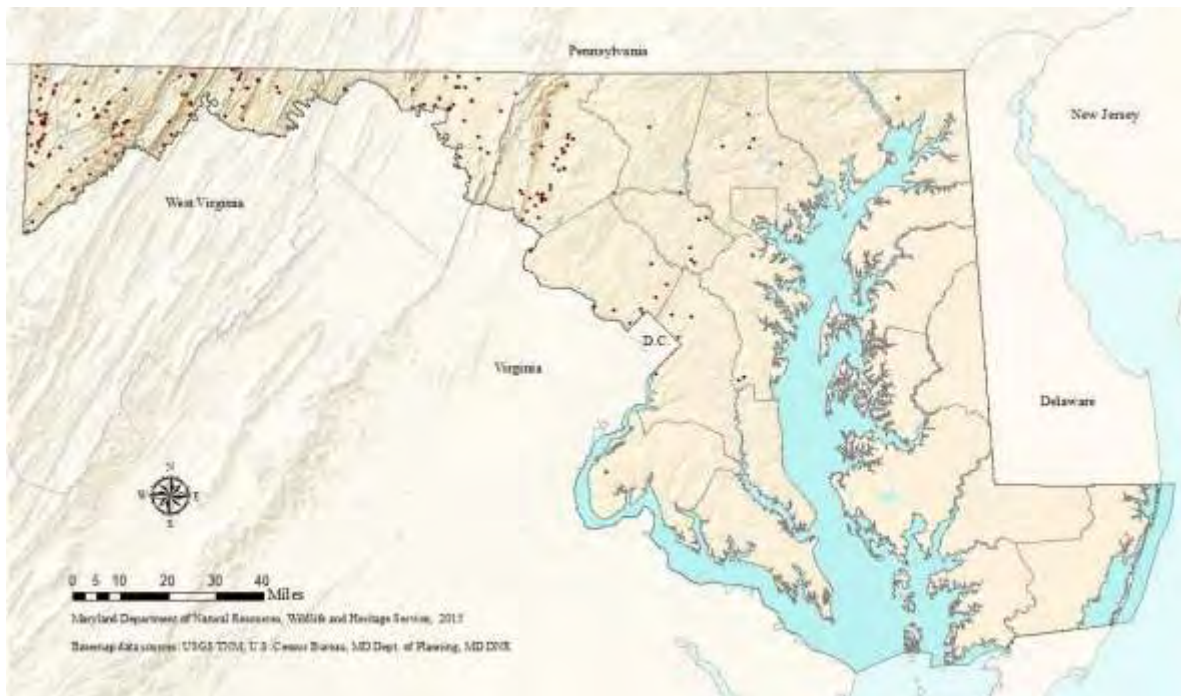 Pennsylvania
New Jersey
West Virginia
D.C.
Virginia
Delaware
N
W E
S
0 5 10 20 30 40
Miles
Maryland Department of Natural Resources, Wildlife and Heritage Service, 2015
Basemap data sources: USGS TNM, U.S. Census Bureau, MD Dept. of Planning, MD DNR